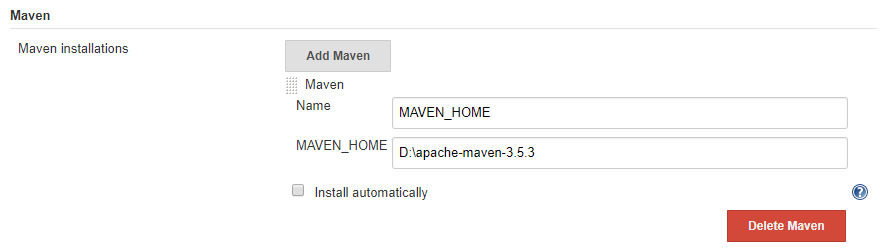 Maven
Maven installations
Add Maven
Maven
Name
MAVEN_HOME
MAVEN_HOME
D:\apache-maven-3.5.3
Install automatically
?
Delete Maven